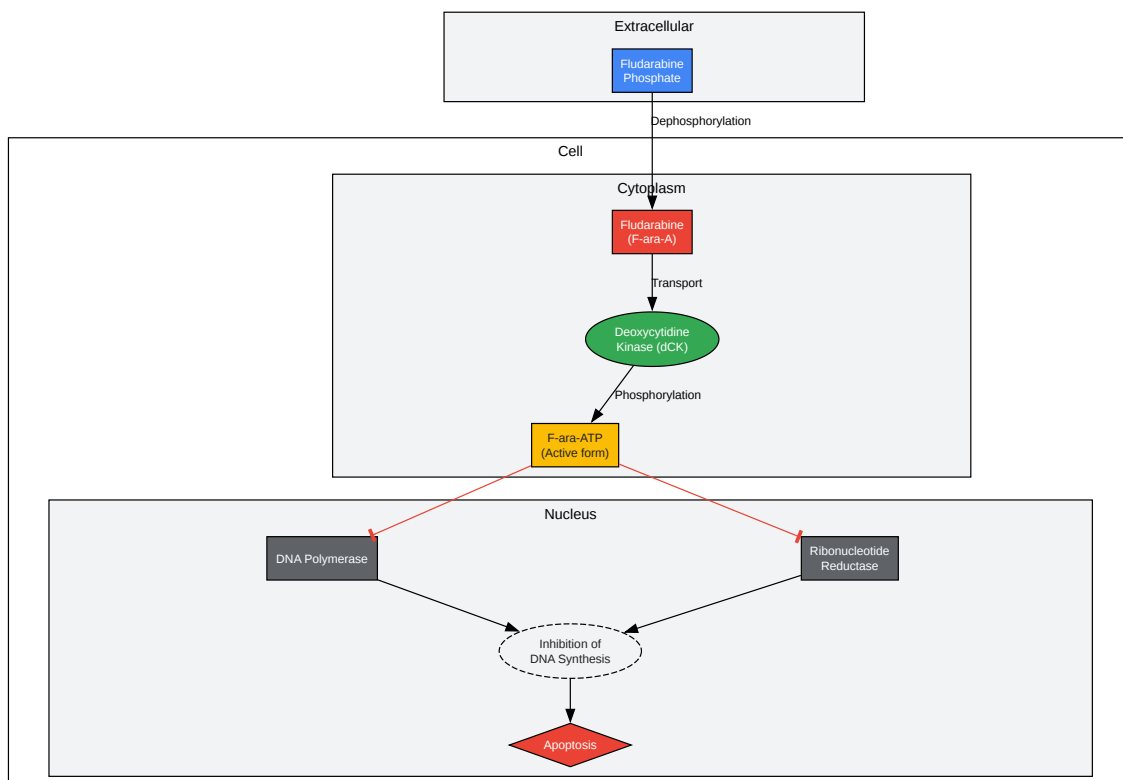 Extracellular
Fludarabine
Phosphate
Dephosphorylation
Cell
Cytoplasm
Fludarabine
(F-ara-A)
Transport
Deoxycytidine
Kinase (dCK)
Phosphorylation
F-ara-ATP
(Active form)
Nucleus
DNA Polymerase
Ribonucleotide
Reductase
Inhibition of
DNA Synthesis
Apoptosis